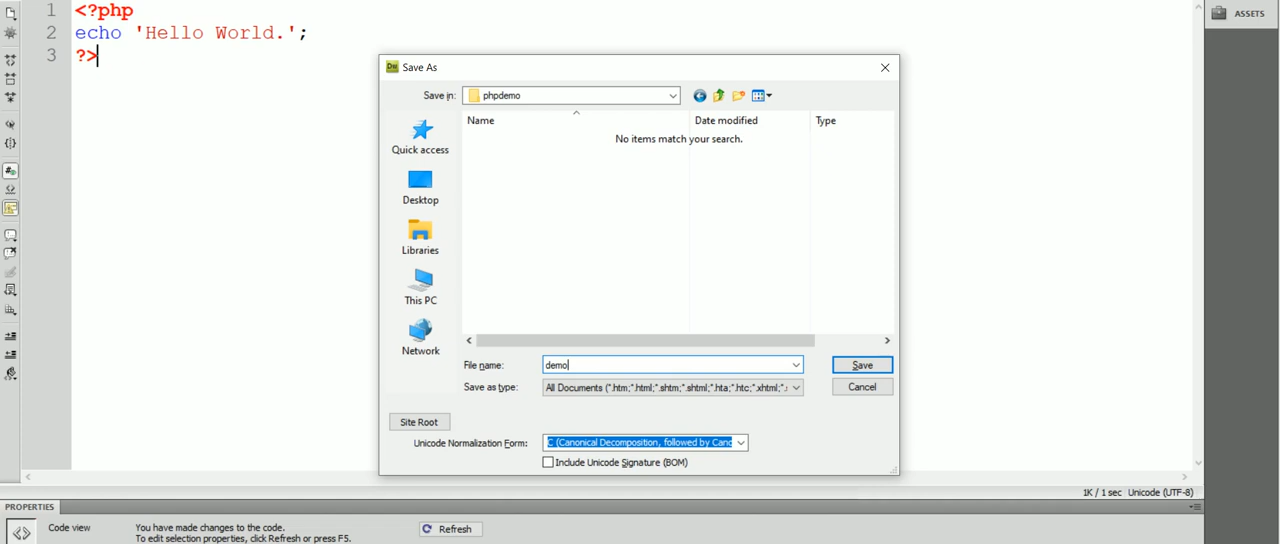 1 <?php
2 echo 'Hello World.';
3 ?>
ASSETS
Dw Save As
Save in: phpdemo
Name Date modified Type
No items match your search.
Quick access
Desktop
Libraries
This PC
Network
File name: demo Save
Save as type: All Documents (*.htm;*.html;*.shtm;*.shtml;*.hta;*.htc;*.xhtml;*. Cancel
Site Root
Unicode Normalization Form: C (Canonical Decomposition, followed by Cano
Include Unicode Signature (BOM)
1K / 1 sec Unicode (UTF-8)
PROPERTIES
Code view You have made changes to the code. Refresh
To edit selection properties, click Refresh or press F5.